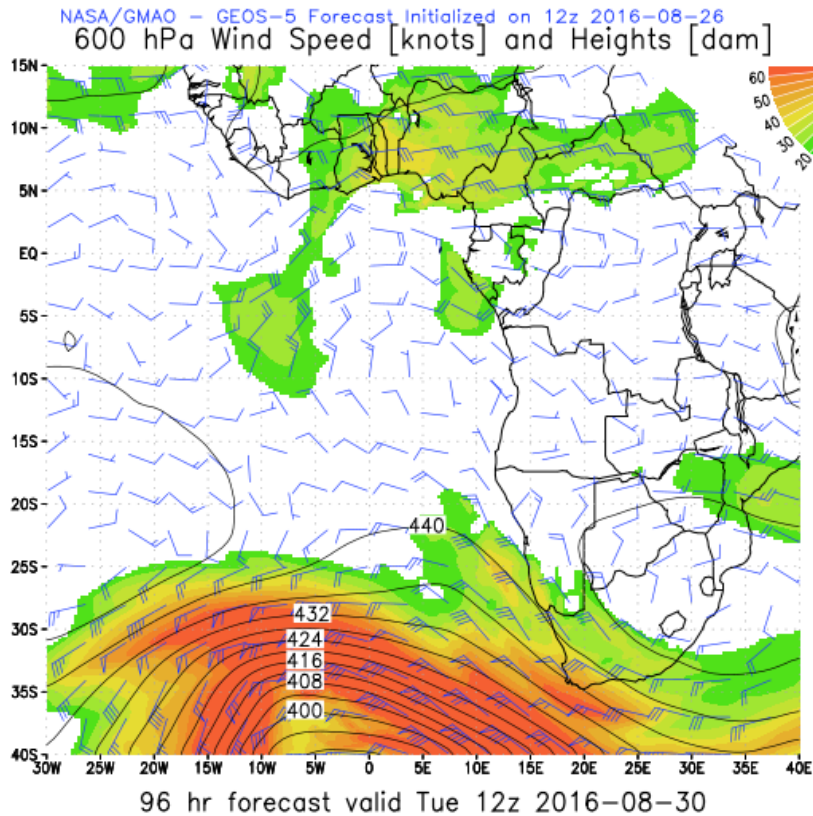 NASA/GMAO - GEOS-5 Forecast Initialized on 12z 2016-08-26
600 hPa Wind Speed [knots] and Heights [dam]
15N
60
50
40
30
20
10N
5N
EQ
5S
10S
15S
20S
440
25S
432
30S
424
416
35S
408
400
40S
30W 25W 20W 15W 10W 5W 0 5E 10E 15E 20E 25E 30E 35E 40E
96 hr forecast valid Tue 12z 2016-08-30